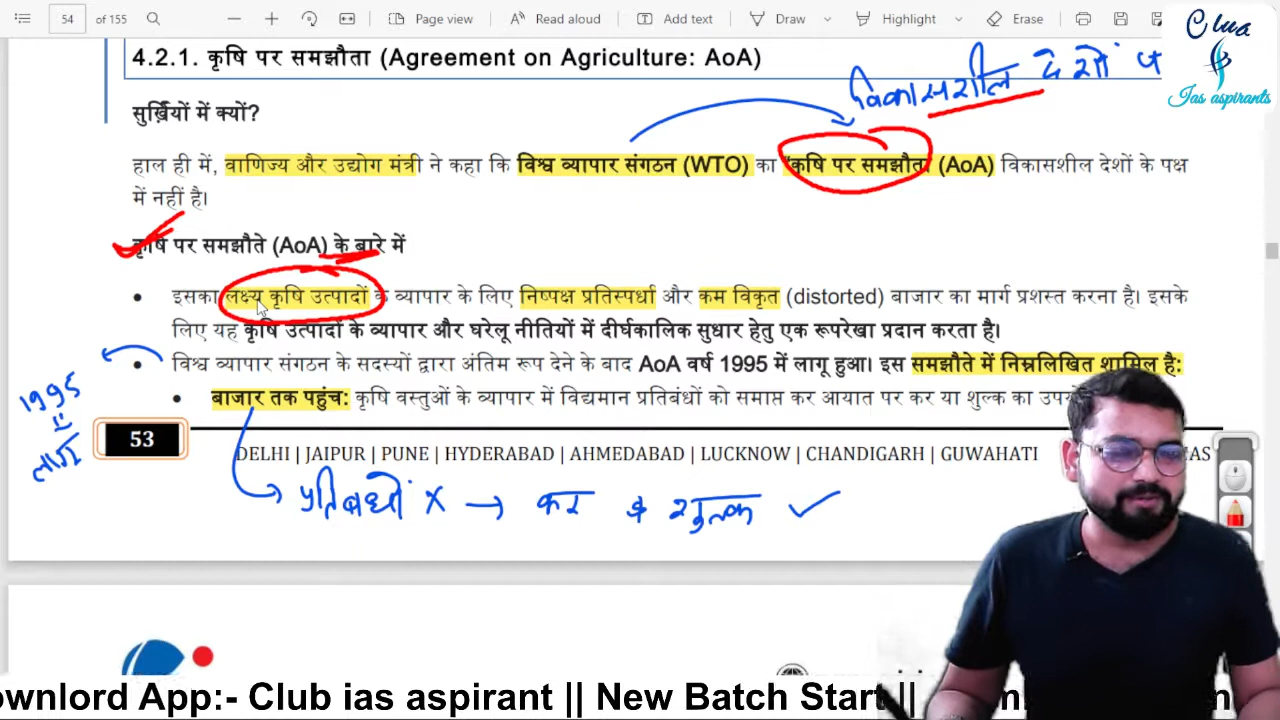 54 of 155 Page view Read aloud Add text Draw Highlight Erase
Club
Ias aspirants
4.2.1. कृषि पर समझौता (Agreement on Agriculture: AoA)
विकासशील देशों
सुर्ख़ियों में क्यों?
हाल ही में, वाणिज्य और उद्योग मंत्री ने कहा कि विश्व व्यापार संगठन (WTO) का "कृषि पर समझौता" (AoA) विकासशील देशों के पक्ष
में नहीं है।
कृषि पर समझौते (AoA) के बारे में
• इसका लक्ष्य कृषि उत्पादों के व्यापार के लिए निष्पक्ष प्रतिस्पर्धा और कम विकृत (distorted) बाजार का मार्ग प्रशस्त करना है। इसके
लिए यह कृषि उत्पादों के व्यापार और घरेलू नीतियों में दीर्घकालिक सुधार हेतु एक रूपरेखा प्रदान करता है।
• विश्व व्यापार संगठन के सदस्यों द्वारा अंतिम रूप देने के बाद AoA वर्ष 1995 में लागू हुआ। इस समझौते में निम्नलिखित शामिल है:
• बाजार तक पहुंच: कृषि वस्तुओं के व्यापार में विद्यमान प्रतिबंधों को समाप्त कर आयात पर कर या शुल्क का
1995
लागू
53
DELHI | JAIPUR | PUNE | HYDERABAD | AHMEDABAD | LUCKNOW | CHANDIGARH | GUWAHATI
प्रतिबंधों X → कर शुल्क ✓
ownlord App:- Club ias aspirant || New Batch Start ||